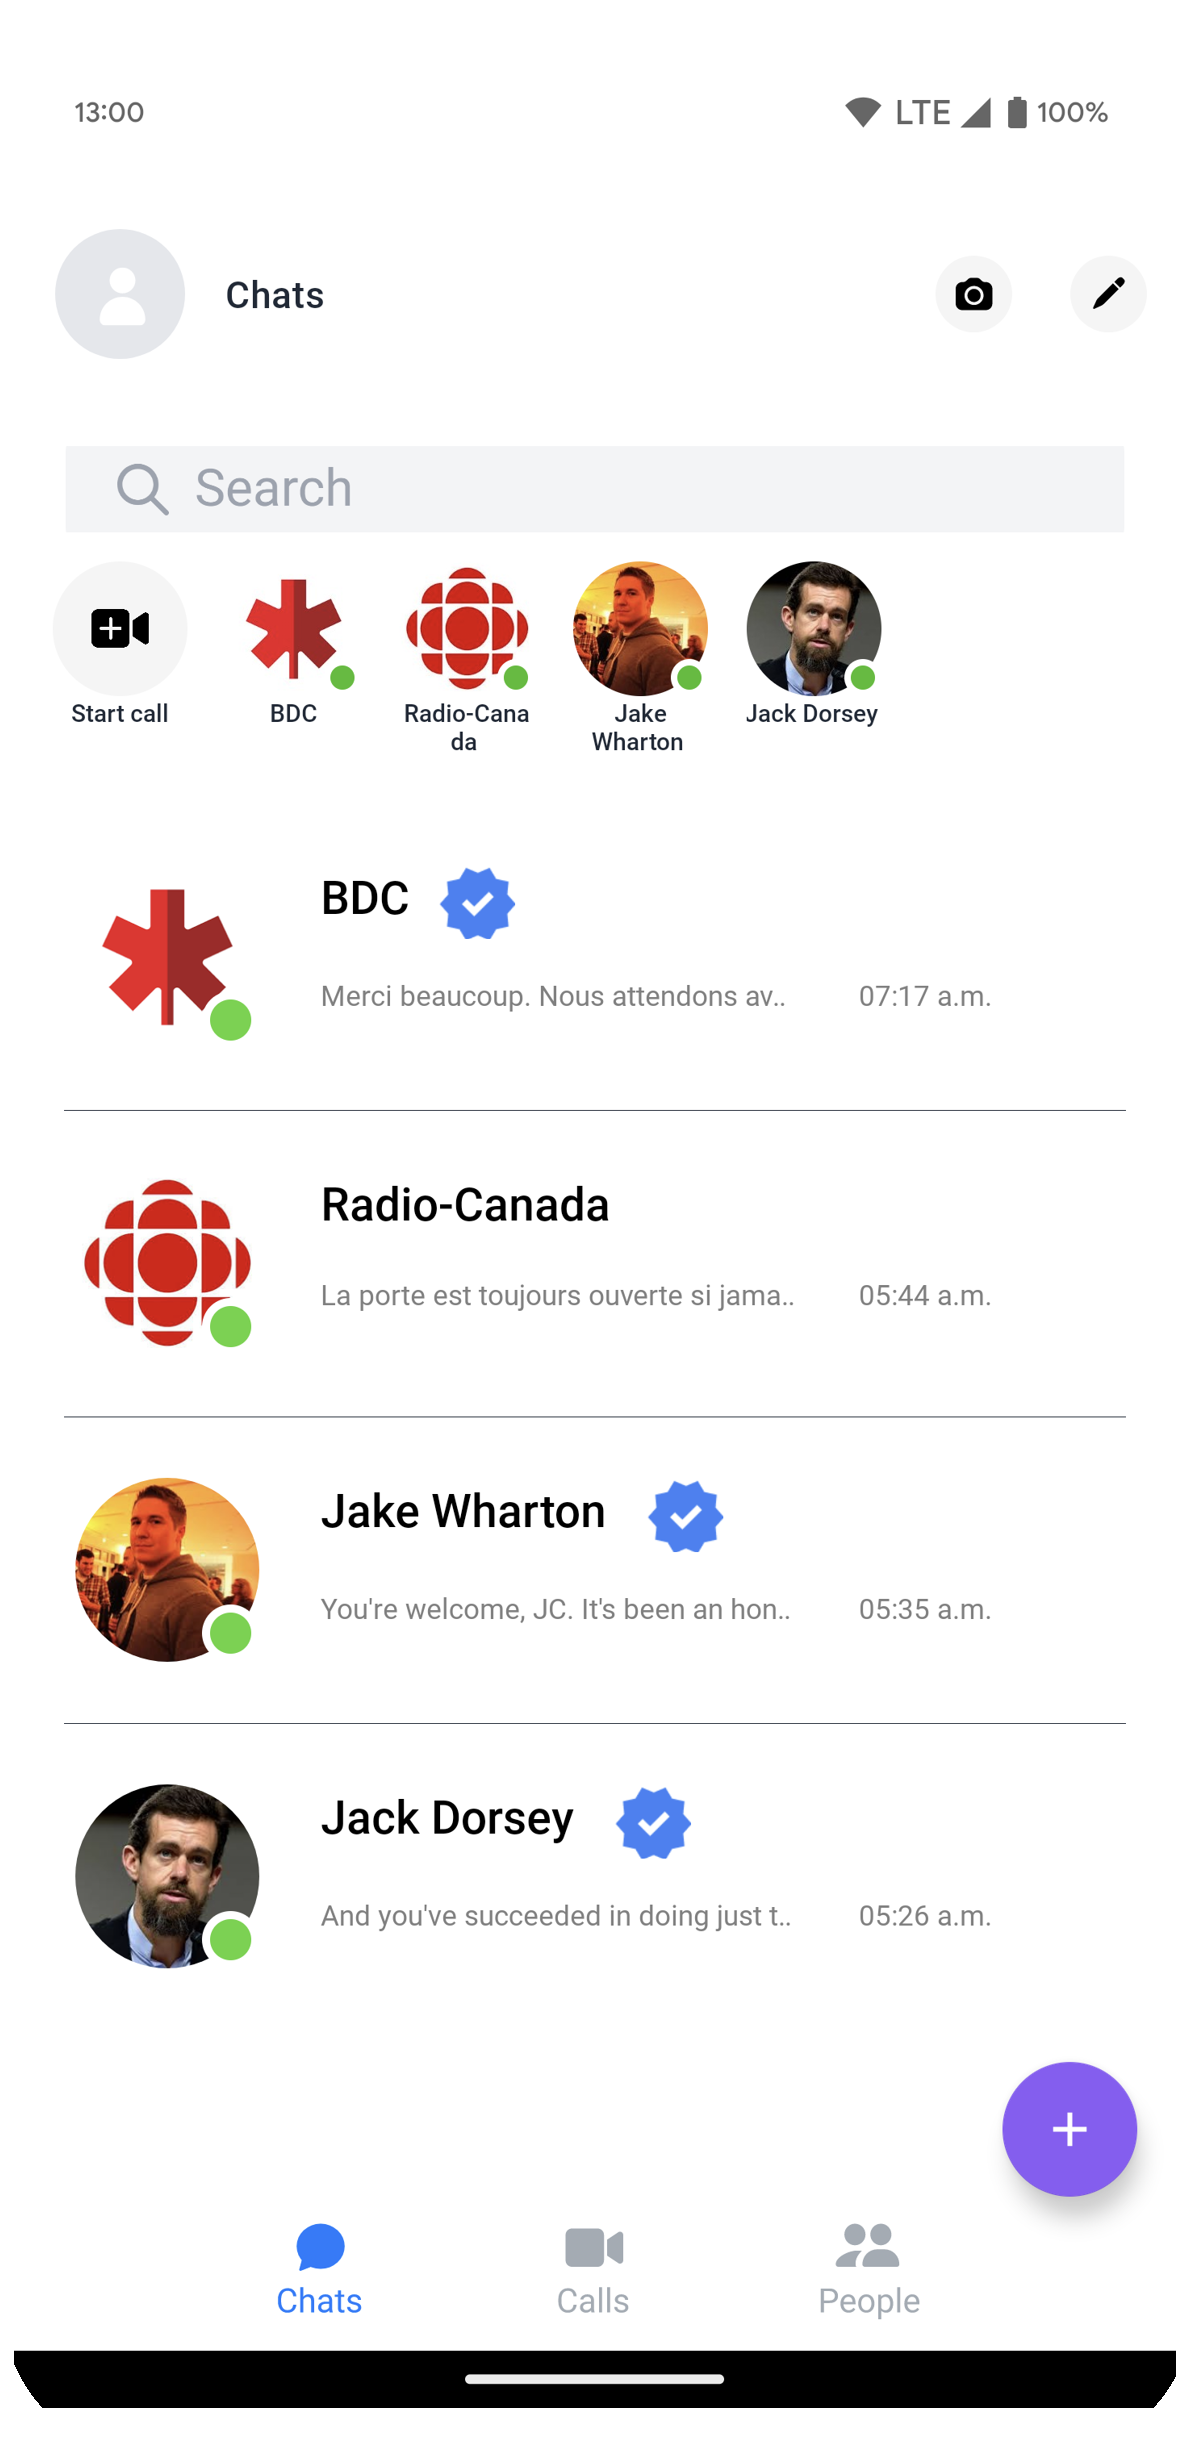 13:00 LTE 100%
Chats
Search
Start call BDC Radio-Cana Jake Jack Dorsey
da Wharton
BDC
Merci beaucoup. Nous attendons av.. 07:17 a.m.
Radio-Canada
La porte est toujours ouverte si jama.. 05:44 a.m.
Jake Wharton
You're welcome, JC. It's been an hon.. 05:35 a.m.
Jack Dorsey
And you've succeeded in doing just t.. 05:26 a.m.
Chats Calls People